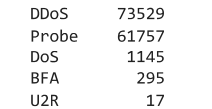 DDoS 73529
Probe 61757
DoS 1145
BFA 295
U2R 17